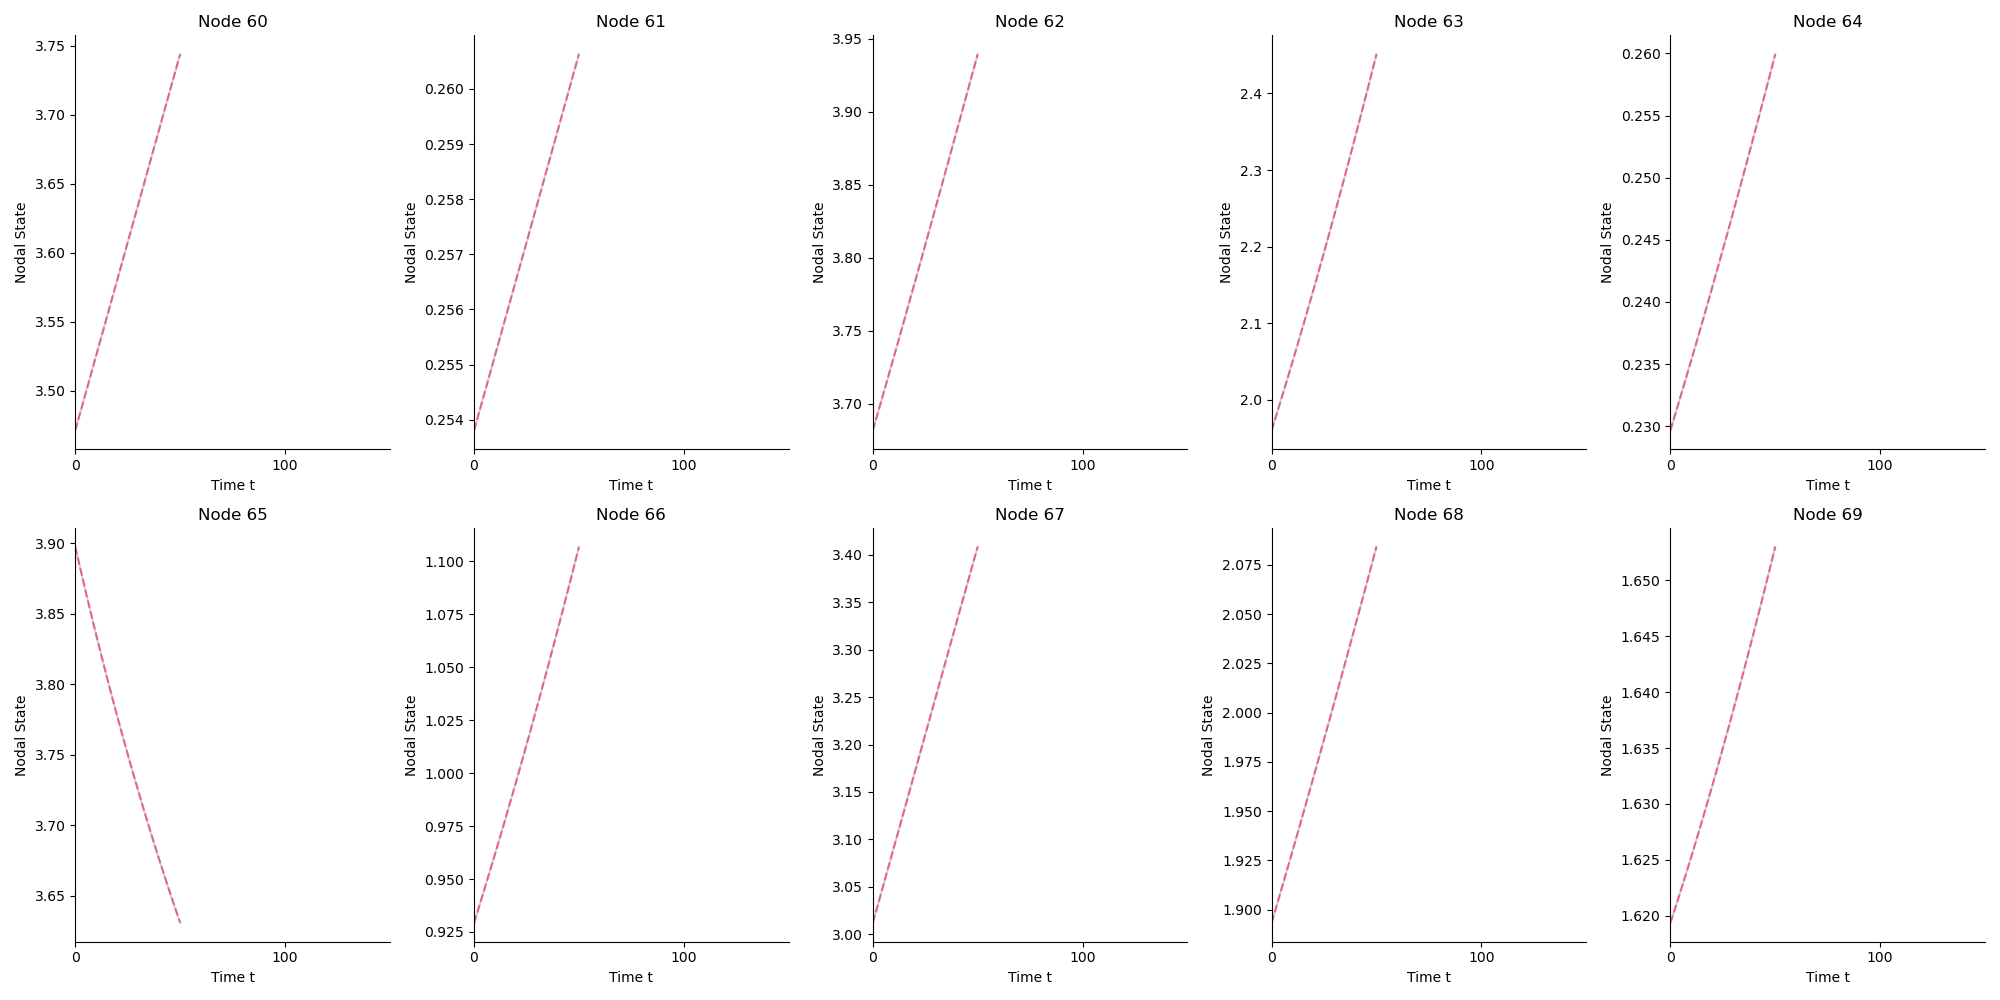 Node 60
3.75
3.70
3.65
3.60
3.55
3.50
Nodal State
0
100
Time t
Node 61
0.260
0.259
0.258
0.257
0.256
0.255
0.254
Nodal State
0
100
Time t
Node 62
3.95
3.90
3.85
3.80
3.75
3.70
Nodal State
0
100
Time t
Node 63
2.4
2.3
2.2
2.1
2.0
Nodal State
0
100
Time t
Node 64
0.260
0.255
0.250
0.245
0.240
0.235
0.230
Nodal State
0
100
Time t
Node 65
3.90
3.85
3.80
3.75
3.70
3.65
Nodal State
0
100
Time t
Node 66
1.100
1.075
1.050
1.025
1.000
0.975
0.950
0.925
Nodal State
0
100
Time t
Node 67
3.40
3.35
3.30
3.25
3.20
3.15
3.10
3.05
3.00
Nodal State
0
100
Time t
Node 68
2.075
2.050
2.025
2.000
1.975
1.950
1.925
1.900
Nodal State
0
100
Time t
Node 69
1.650
1.645
1.640
1.635
1.630
1.625
1.620
Nodal State
0
100
Time t